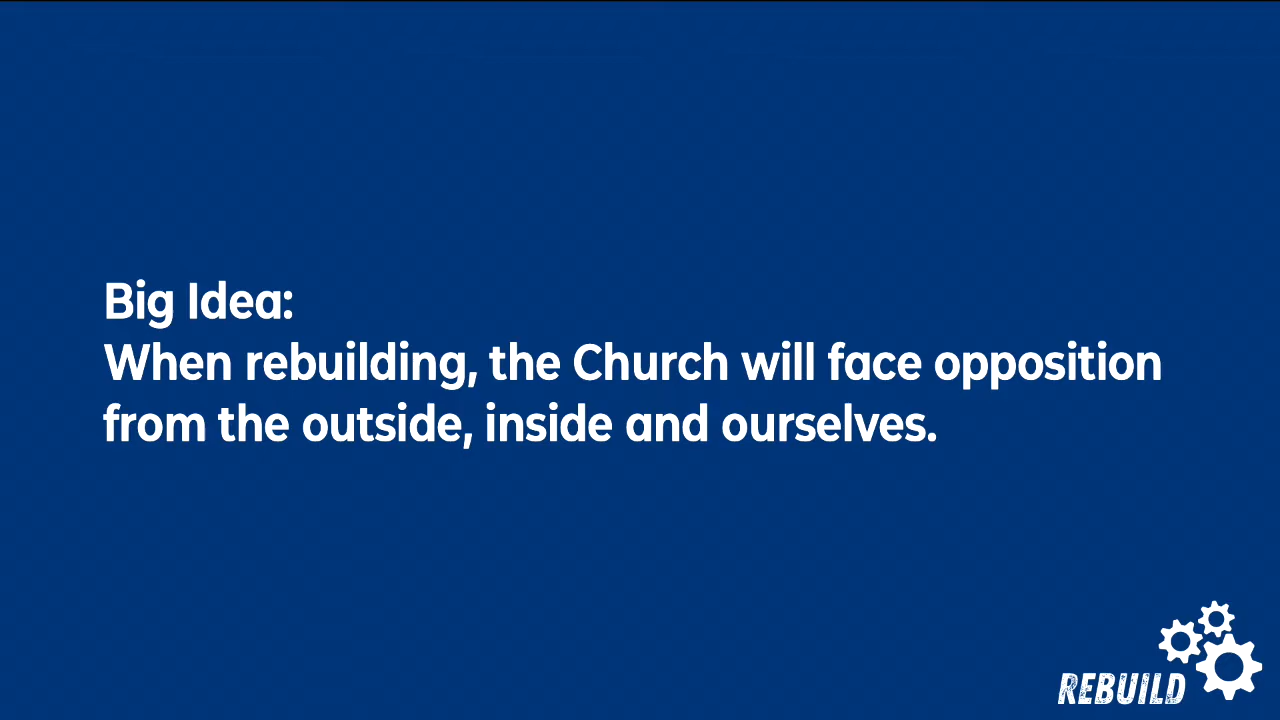 Big Idea:
When rebuilding, the Church will face opposition
from the outside, inside and ourselves.
REBUILD